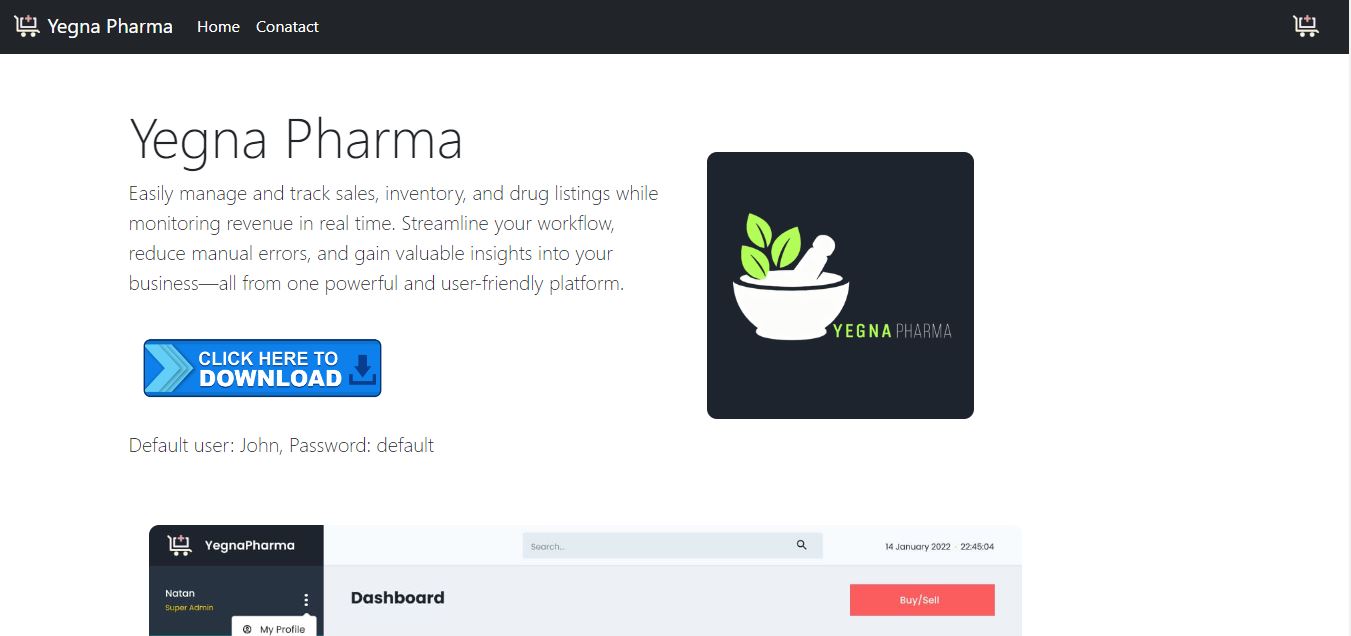 Yegna Pharma Home Conatact
Yegna Pharma
Easily manage and track sales, inventory, and drug listings while
monitoring revenue in real time. Streamline your workflow,
reduce manual errors, and gain valuable insights into your
business—all from one powerful and user-friendly platform.
YEGNA PHARMA
CLICK HERE TO
DOWNLOAD
Default user: John, Password: default
YegnaPharma
Search...
14 January 2022 · 22:45:04
Natan
Super Admin
Dashboard
Buy/Sell
My Profile